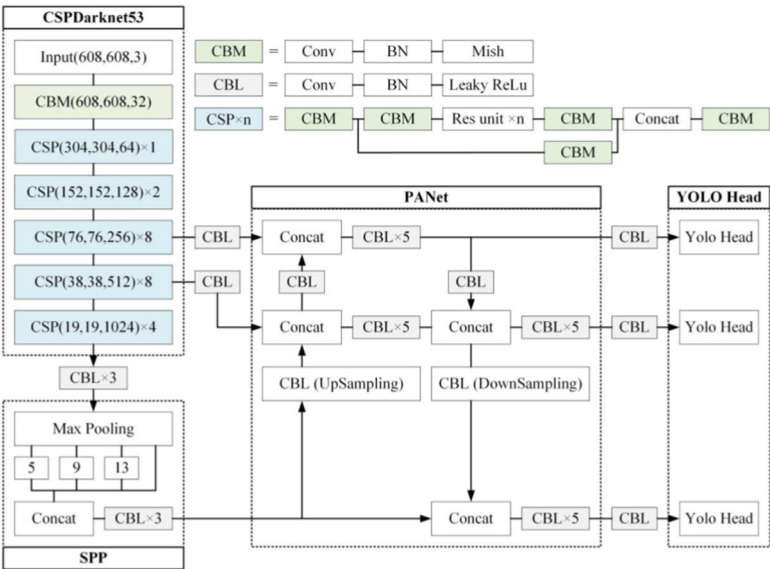 CSPDarknet53
Input(608,608,3)
CBM(608,608,32)
CSP(304,304,64)×1
CSP(152,152,128)×2
CSP(76,76,256)×8
CSP(38,38,512)×8
CSP(19,19,1024)×4
CBM = Conv BN Mish
CBL = Conv BN Leaky ReLu
CSP×n = CBM CBM Res unit ×n CBM Concat CBM
CBM
PANet
YOLO Head
CBL Concat CBL×5 CBL Yolo Head
CBL CBL CBL
Concat CBL×5 Concat CBL×5 CBL Yolo Head
CBL (UpSampling) CBL (DownSampling)
CBL×3
Max Pooling
5 9 13
Concat CBL×3 Concat CBL×5 CBL Yolo Head
SPP